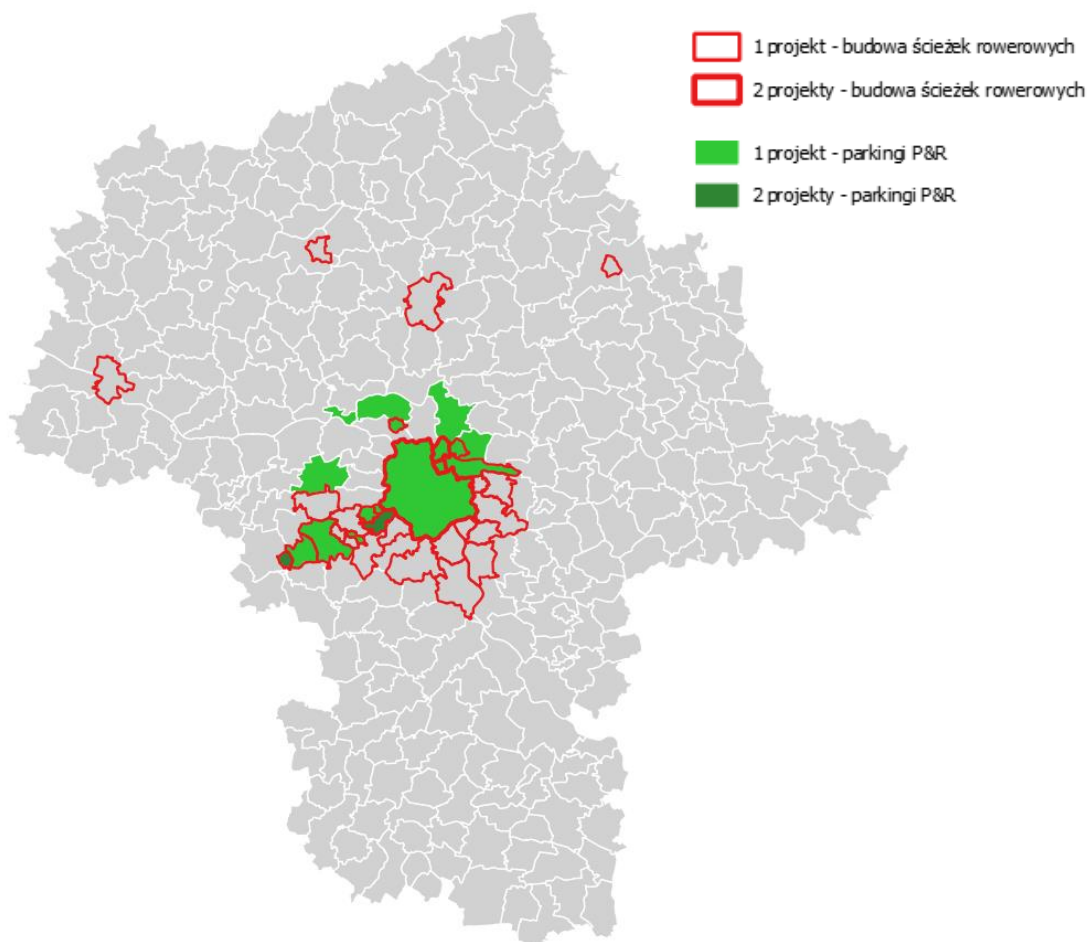 1 projekt - budowa ścieżek rowerowych
2 projekty - budowa ścieżek rowerowych
1 projekt - parkingi P&R
2 projekty - parkingi P&R